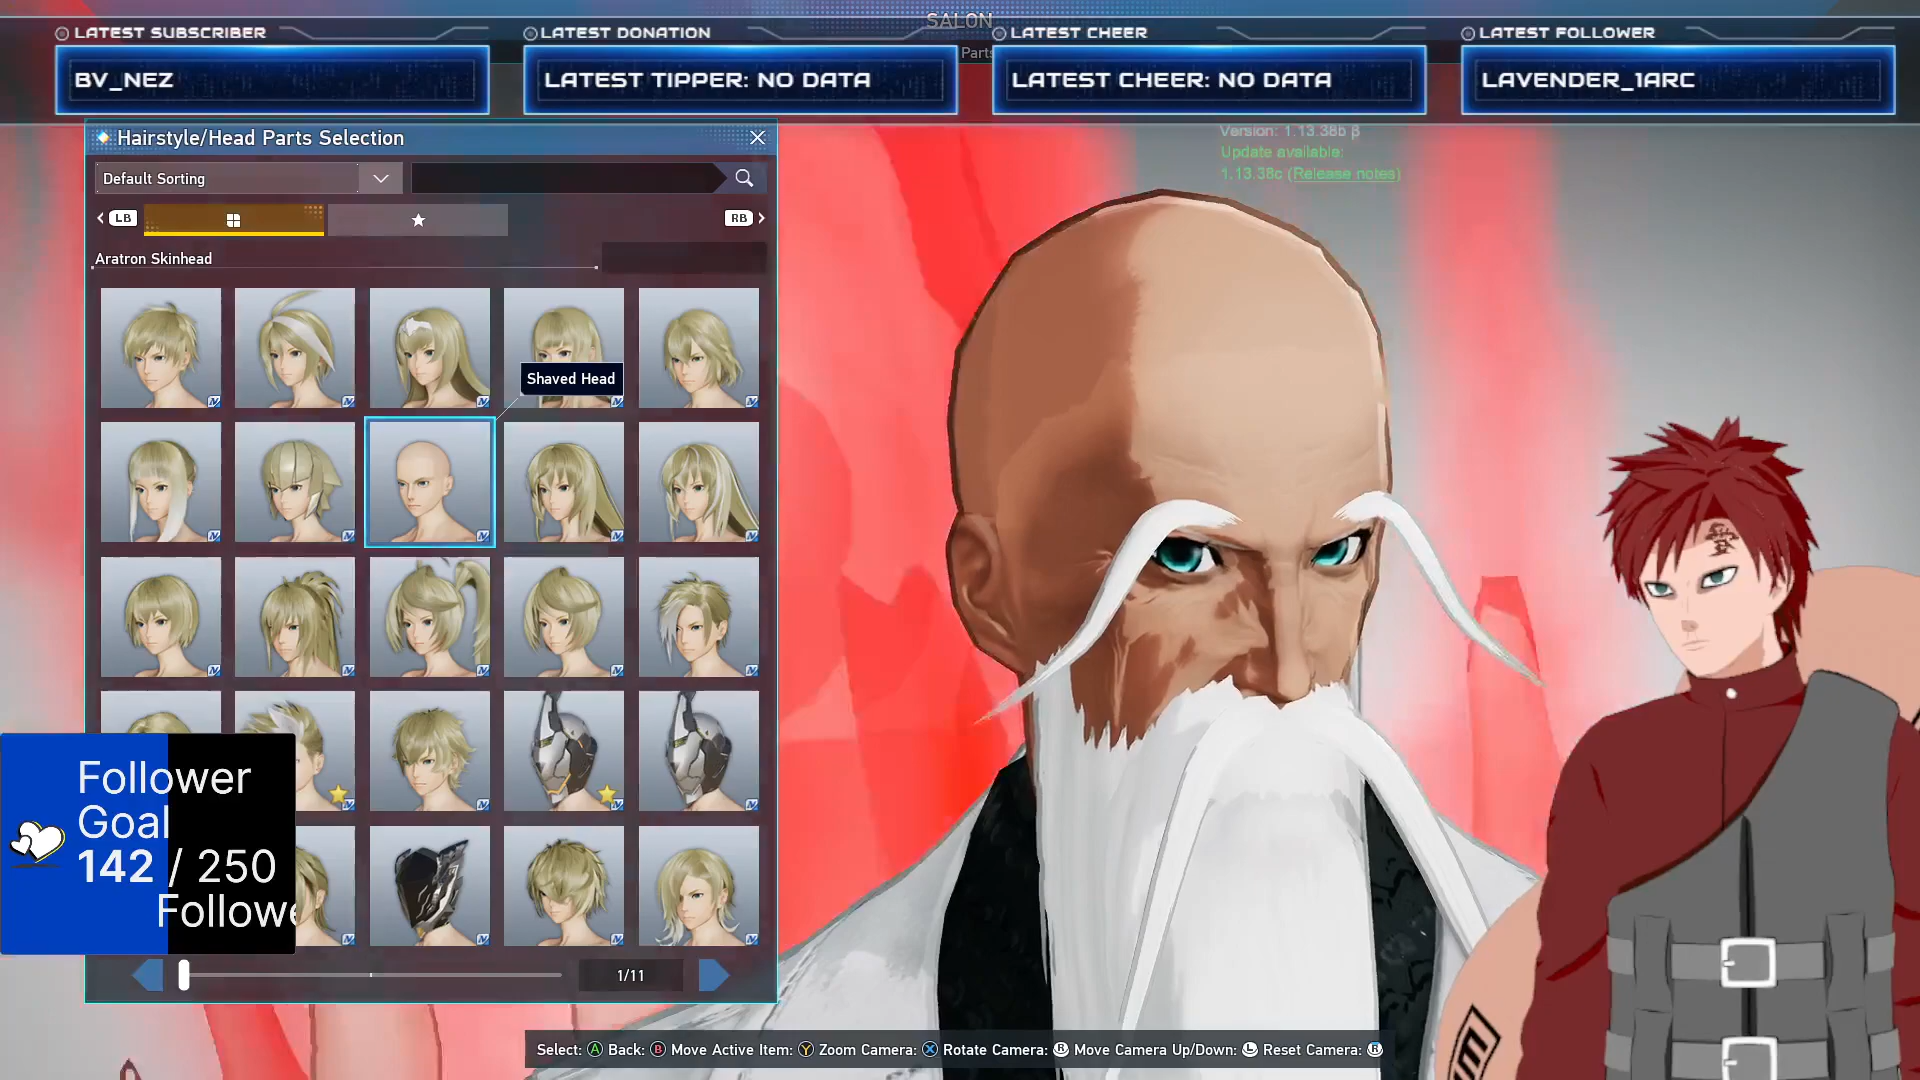 SALON
LATEST SUBSCRIBER
LATEST DONATION
LATEST CHEER
LATEST FOLLOWER
Parts
BV_NEZ
LATEST TIPPER: NO DATA
LATEST CHEER: NO DATA
LAVENDER_1ARC
Hairstyle/Head Parts Selection
Version: 1.13.38b β
Update available:
1.13.38c (Release notes)
Default Sorting
LB
RB
Aratron Skinhead
Shaved Head
Follower
Goal
142 / 250
Followe
1/11
Select: A Back: B Move Active Item: Y Zoom Camera: X Rotate Camera: R Move Camera Up/Down: L Reset Camera: R